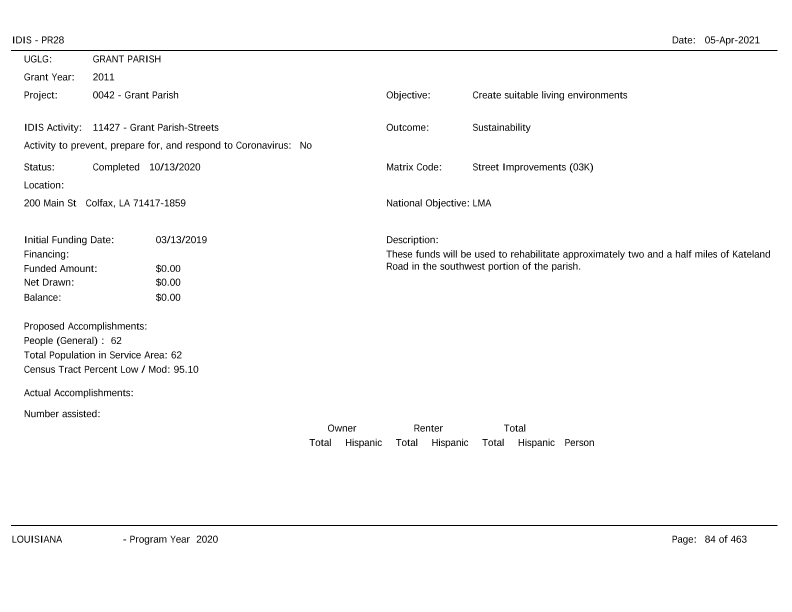 IDIS - PR28 Date: 05-Apr-2021
UGLG: GRANT PARISH
Grant Year: 2011
Project: 0042 - Grant Parish Objective: Create suitable living environments
IDIS Activity: 11427 - Grant Parish-Streets Outcome: Sustainability
Activity to prevent, prepare for, and respond to Coronavirus: No
Status: Completed 10/13/2020 Matrix Code: Street Improvements (03K)
Location:
200 Main St Colfax, LA 71417-1859 National Objective: LMA
Initial Funding Date: 03/13/2019 Description:
Financing: These funds will be used to rehabilitate approximately two and a half miles of Kateland
Funded Amount: $0.00 Road in the southwest portion of the parish.
Net Drawn: $0.00
Balance: $0.00
Proposed Accomplishments:
People (General) : 62
Total Population in Service Area: 62
Census Tract Percent Low / Mod: 95.10
Actual Accomplishments:
Number assisted:
Owner Renter Total
Total Hispanic Total Hispanic Total Hispanic Person
LOUISIANA - Program Year 2020 Page: 84 of 463